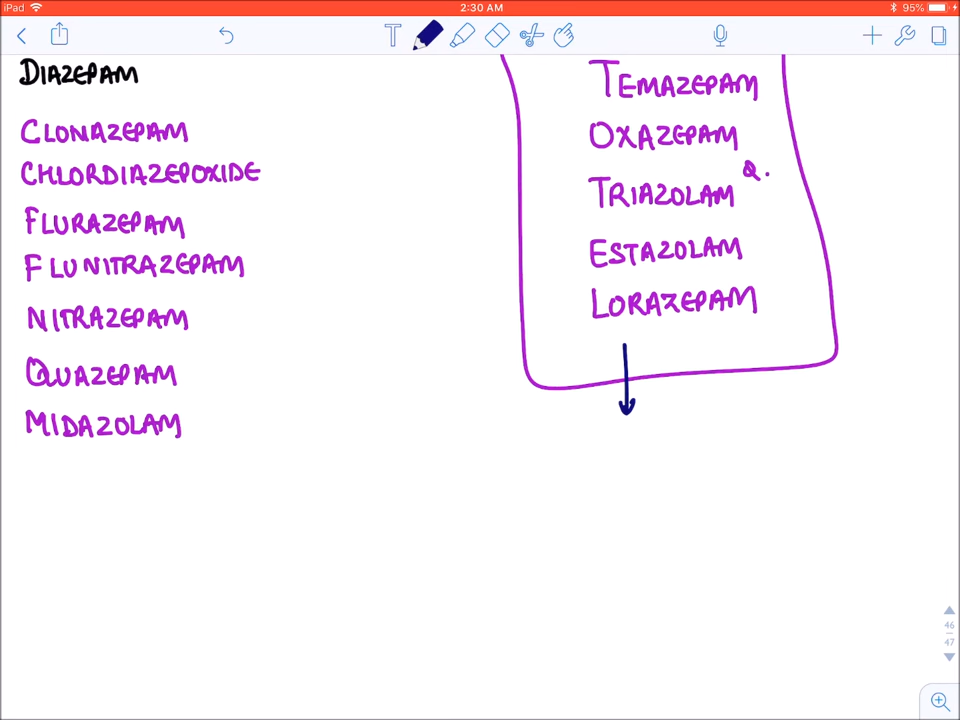 iPad 2:30 AM 95%
T
DIAZEPAM
CLONAZEPAM
CHLORDIAZEPOXIDE
FLURAZEPAM
FLUNITRAZEPAM
NITRAZEPAM
QUAZEPAM
MIDAZOLAM
TEMAZEPAM
OXAZEPAM
Q.
TRIAZOLAM
ESTAZOLAM
LORAZEPAM
46
47